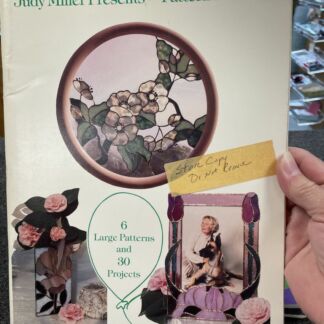 Judy Miller Presents
Store Copy
Do Not Remove
6
Large Patterns
and
30
Projects